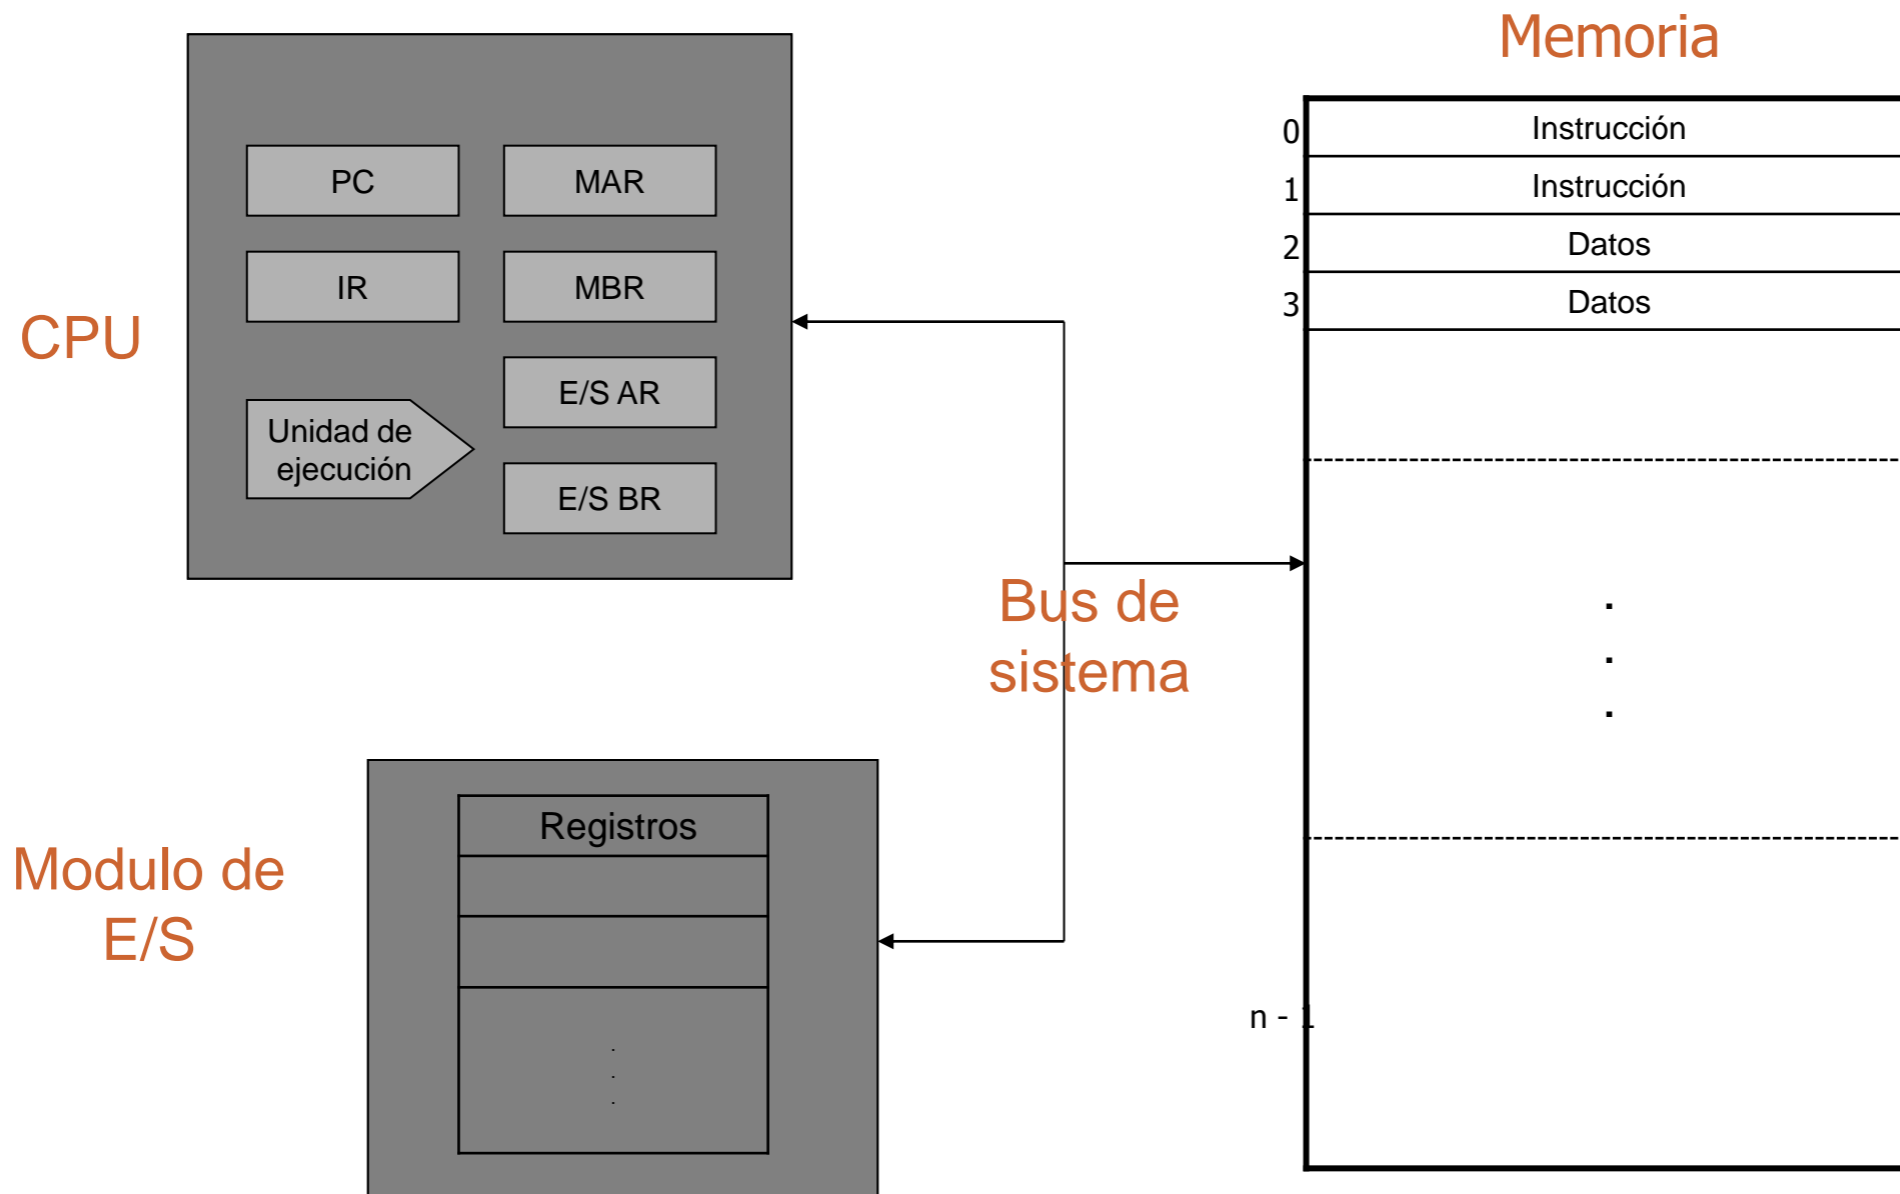 Memoria
CPU
PC
MAR
IR
MBR
E/S AR
Unidad de
ejecución
E/S BR
0
Instrucción
1
Instrucción
2
Datos
3
Datos
.
.
.
n - 1
Bus de
sistema
Modulo de
E/S
Registros
.
.
.